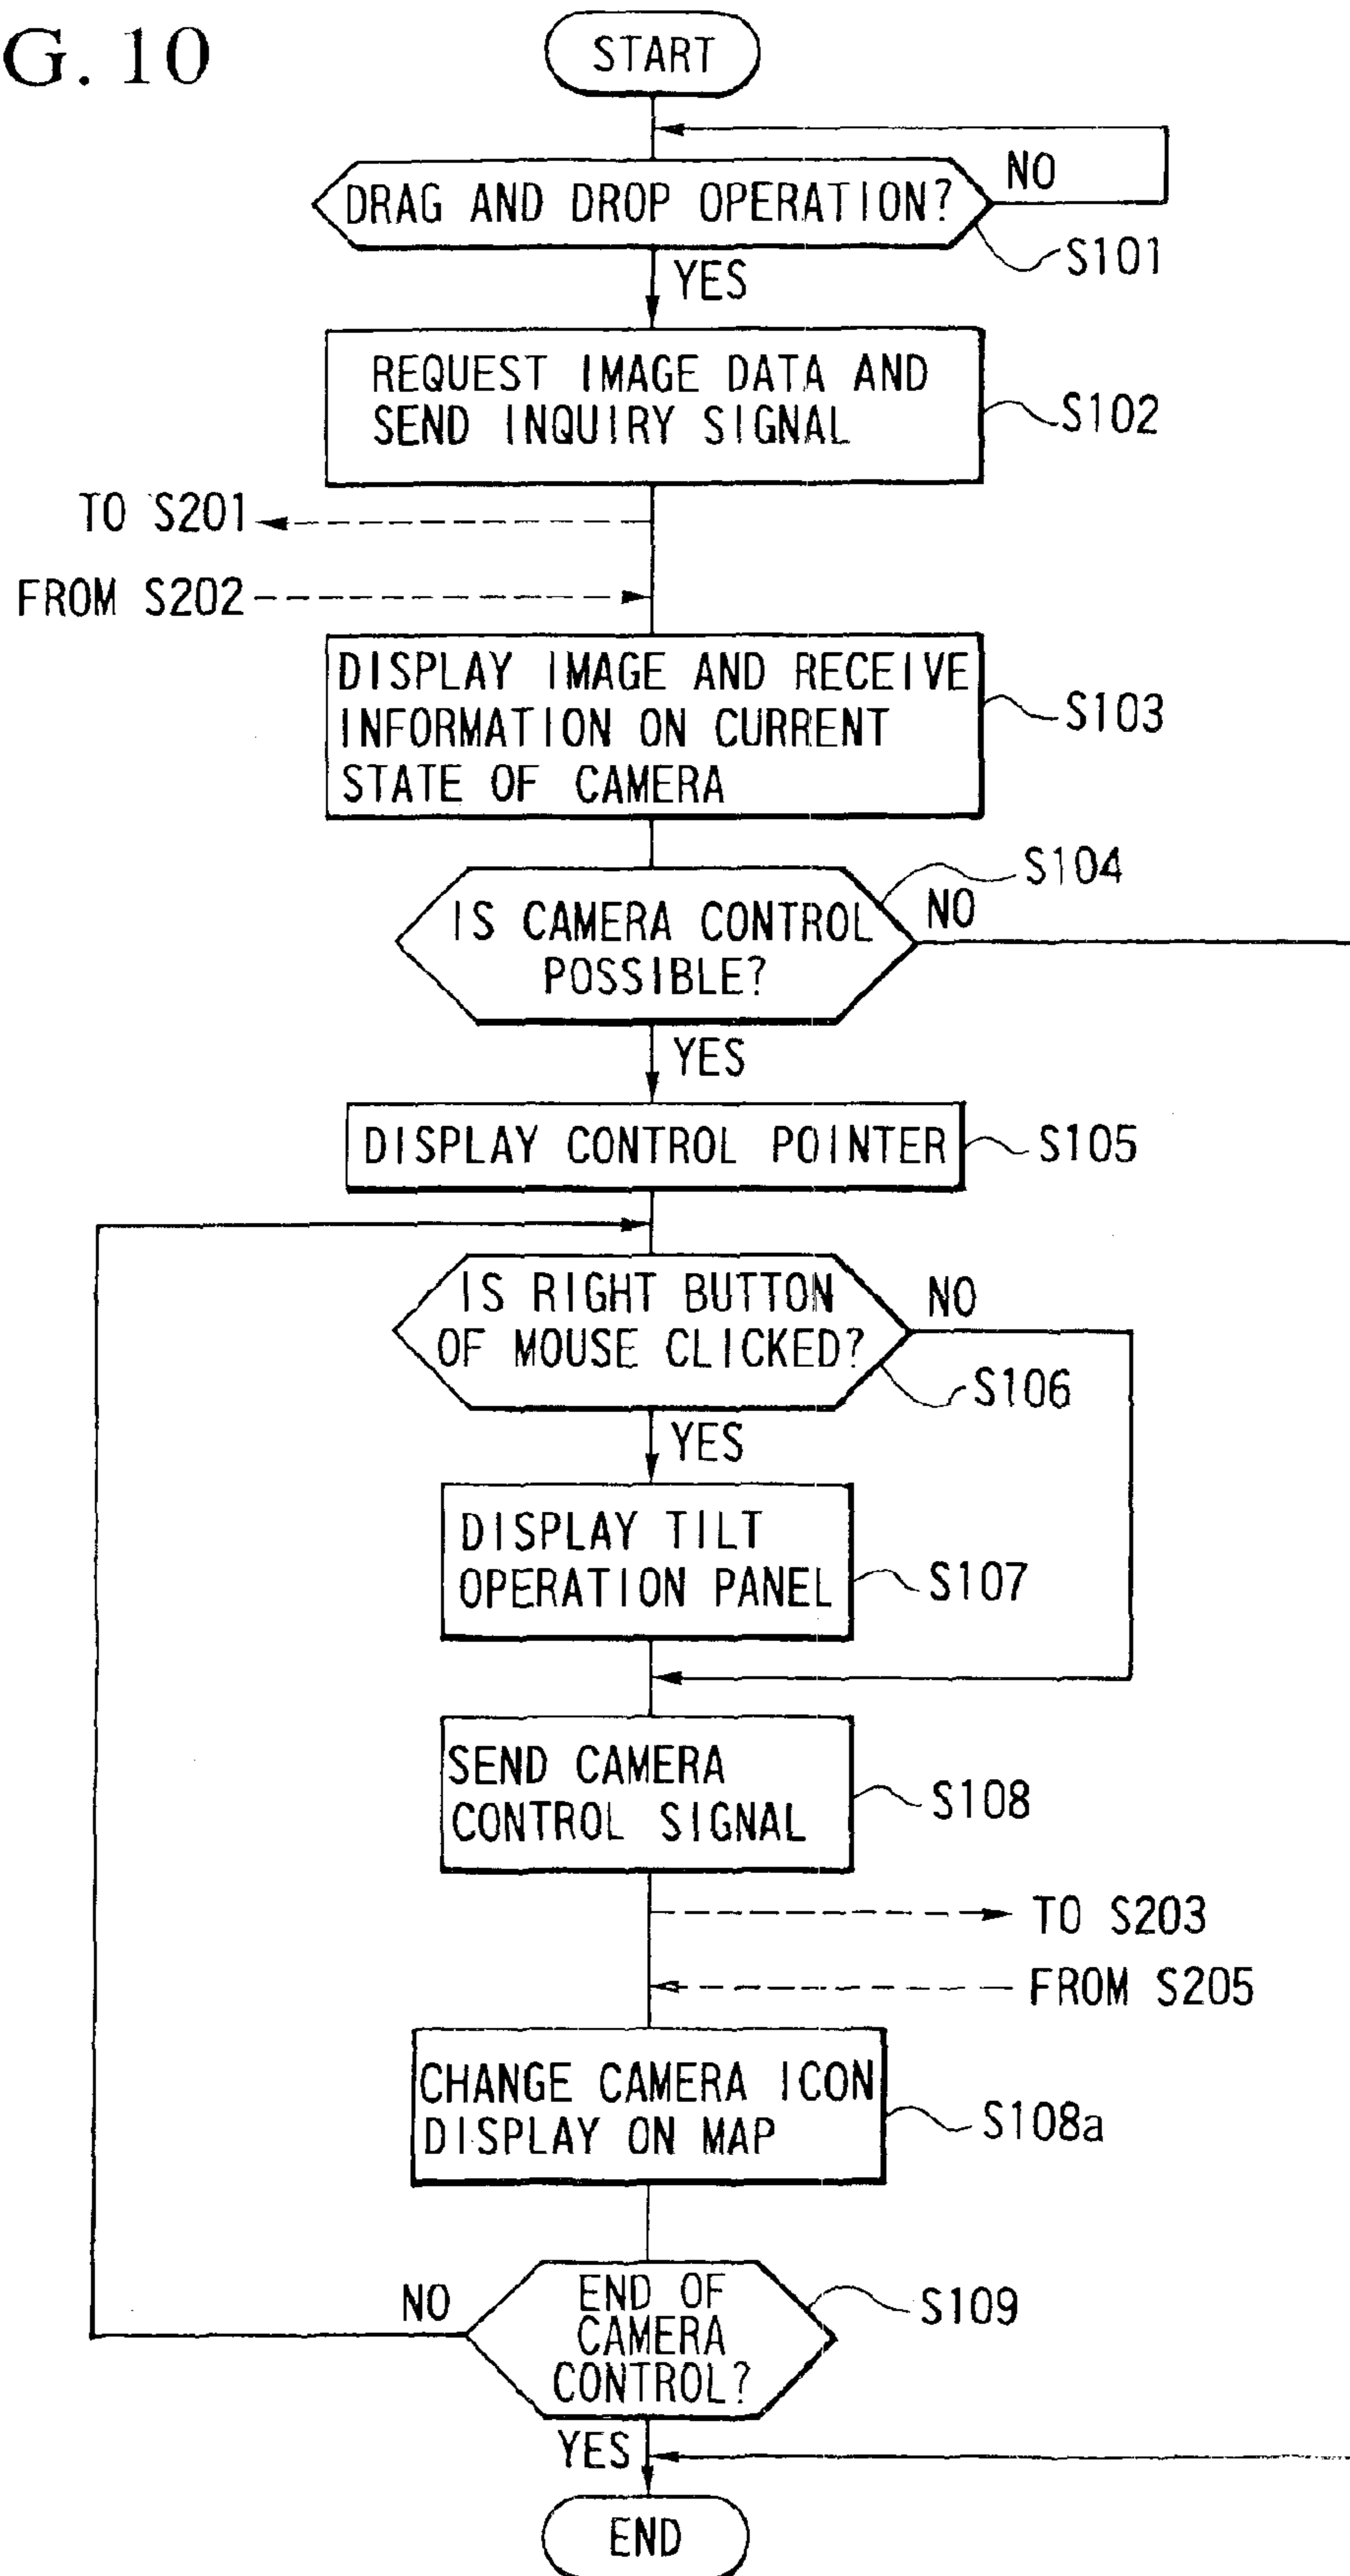 G. 10
START
DRAG AND DROP OPERATION?
NO
S101
YES
REQUEST IMAGE DATA AND
SEND INQUIRY SIGNAL
S102
TO S201
FROM S202
DISPLAY IMAGE AND RECEIVE
INFORMATION ON CURRENT
STATE OF CAMERA
S103
S104
IS CAMERA CONTROL
POSSIBLE?
NO
YES
DISPLAY CONTROL POINTER
S105
IS RIGHT BUTTON
OF MOUSE CLICKED?
NO
S106
YES
DISPLAY TILT
OPERATION PANEL
S107
SEND CAMERA
CONTROL SIGNAL
S108
TO S203
FROM S205
CHANGE CAMERA ICON
DISPLAY ON MAP
S108a
NO
END OF
CAMERA
CONTROL?
S109
YES
END